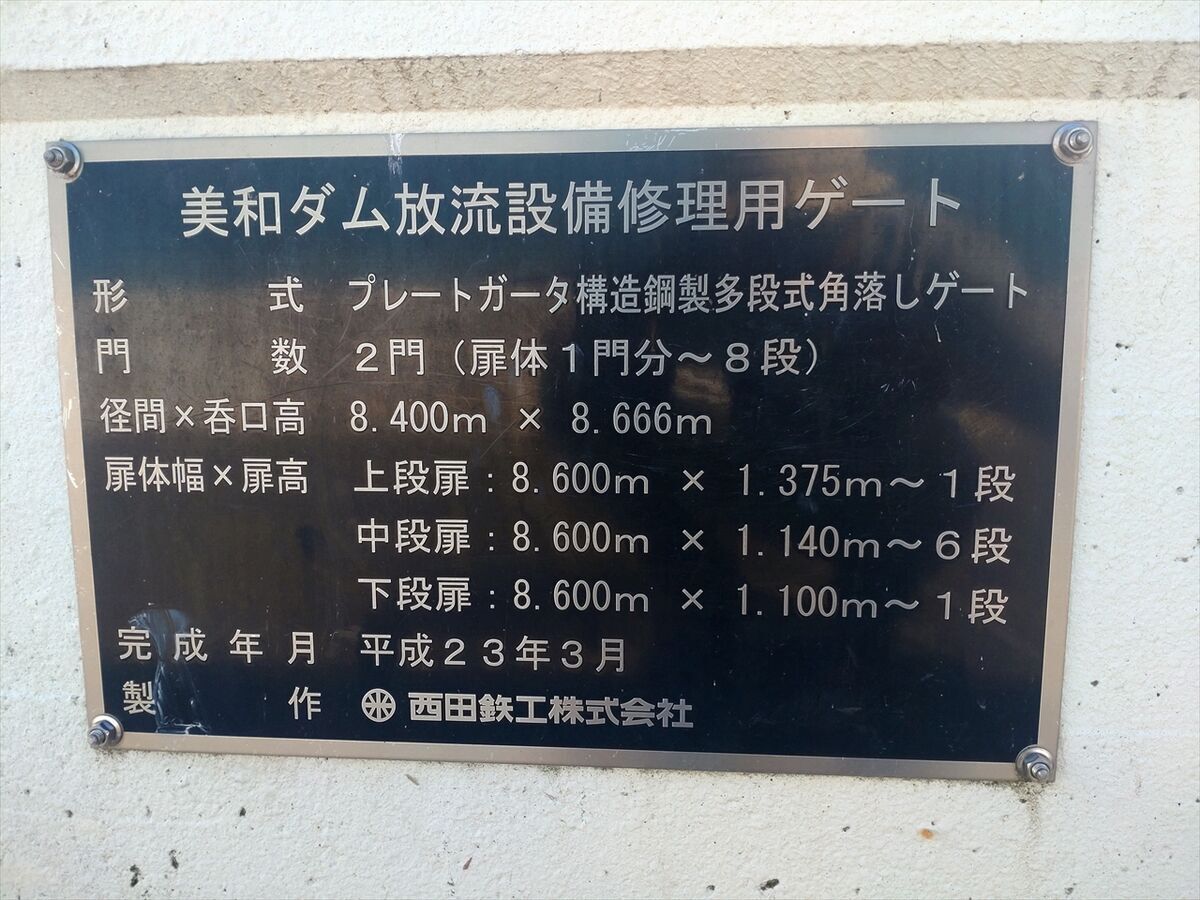 美和ダム放流設備修理用ゲート
形式 プレートガータ構造鋼製多段式角落しゲート
門数 2門（扉体1門分～8段）
径間×呑口高 8.400m × 8.666m
扉体幅×扉高 上段扉：8.600m × 1.375m～1段
中段扉：8.600m × 1.140m～6段
下段扉：8.600m × 1.100m～1段
完成年月 平成23年3月
製作 西田鉄工株式会社